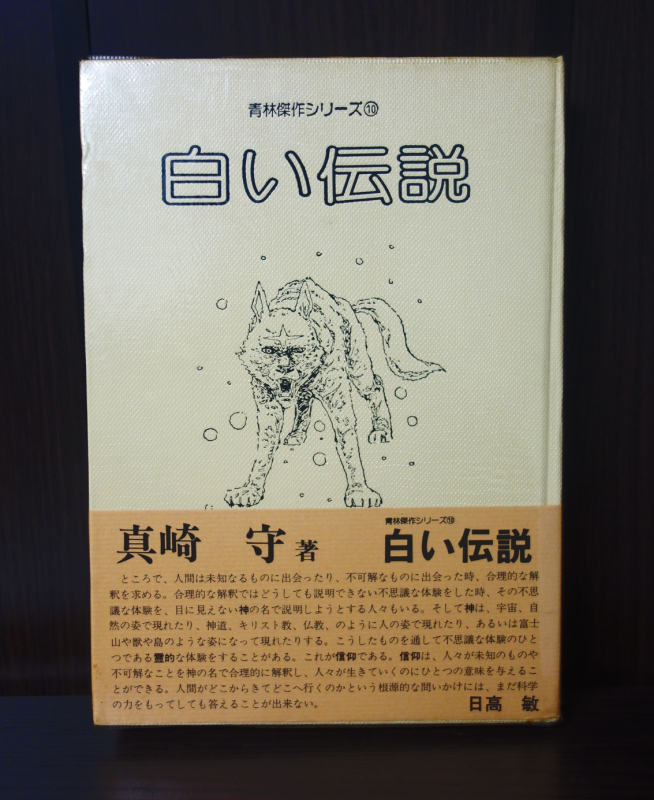 青林傑作シリーズ⑩
白い伝説
青林傑作シリーズ⑩
真崎 守 著
白い伝説
ところで、人間は未知なるものに出会ったり、不可解なものに出会った時、合理的な解
釈を求める。合理的な解釈ではどうしても説明できない不思議な体験をした時、その不思
議な体験を、目に見えない神の名で説明しようとする人々もいる。そして神は、宇宙、自
然の姿で現れたり、神道、キリスト教、仏教、のように人の姿で現れたり、あるいは富士
山や獣や島のような姿になって現れたりする。こうしたものを通して不思議な体験のひと
つである霊的な体験をすることがある。これが信仰である。信仰は、人々が未知のものや
不可解なことを神の名で合理的に解釈し、人々が生きていくのにひとつの意味を与えるこ
とができる。人間がどこからきてどこへ行くのかという根源的な問いかけには、まだ科学
の力をもってしても答えることが出来ない。
日高 敏